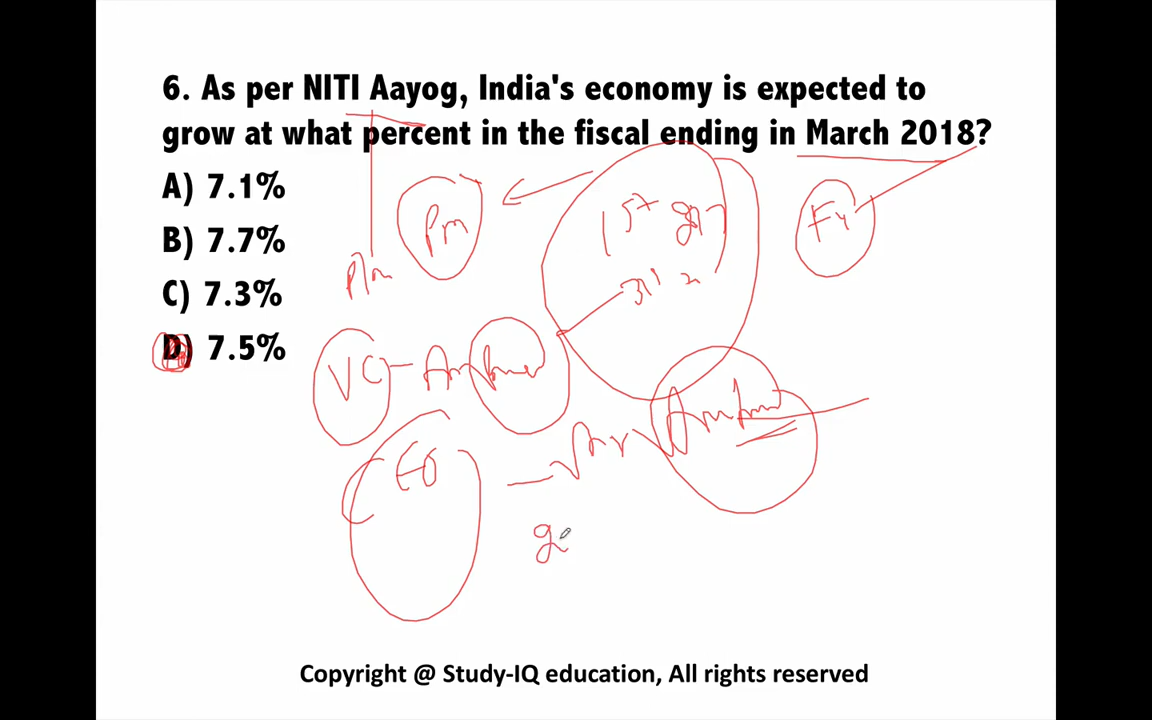 6. As per NITI Aayog, India's economy is expected to
grow at what percent in the fiscal ending in March 2018?
A) 7.1%
B) 7.7%
C) 7.3%
D) 7.5%
Pm
Fy
1st
VC -
Copyright @ Study-IQ education, All rights reserved